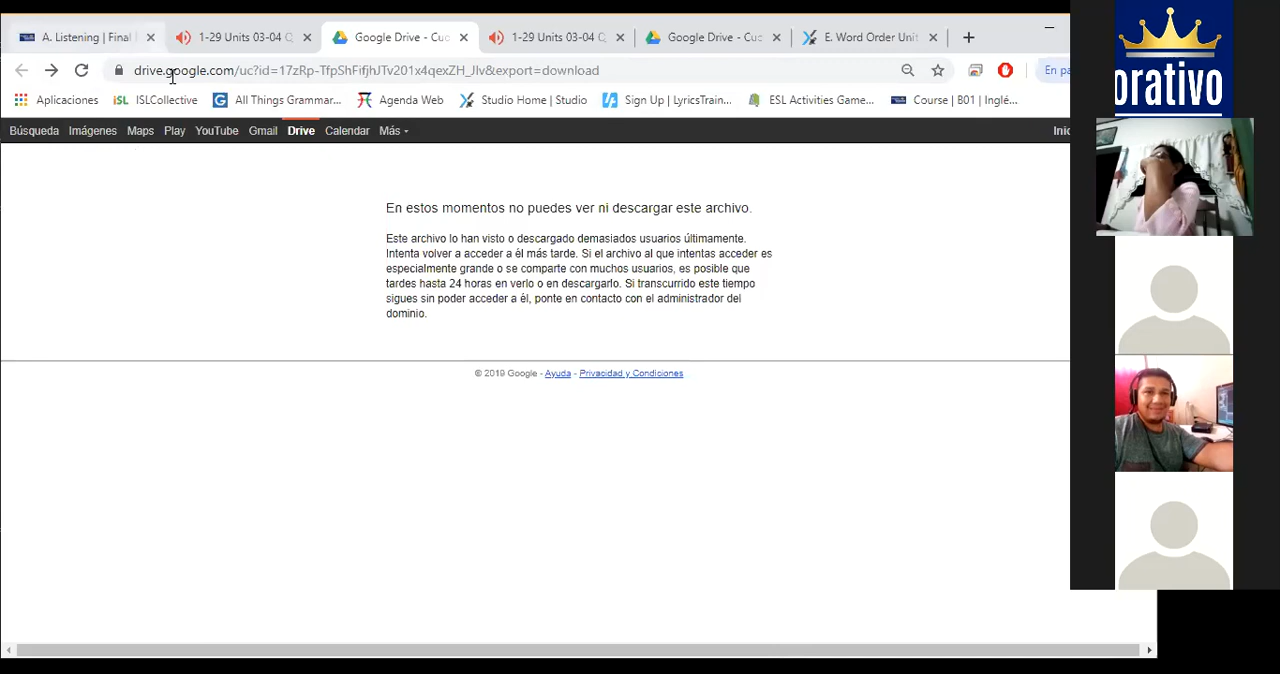 A. Listening | Final
1-29 Units 03-04 Q
Google Drive - Cuo
1-29 Units 03-04 Q
Google Drive - Cuo
E. Word Order Unit
drive.google.com/uc?id=17zRp-
&export=download
En pa
Aplicaciones
iSL ISLCollective
All Things Grammar...
Agenda Web
Studio Home | Studio
Sign Up | LyricsTrain...
ESL Activities Game...
Course | B01 | Inglé...
Búsqueda Imágenes Maps Play YouTube Gmail Drive Calendar Más
Inic
En estos momentos no puedes ver ni descargar este archivo.
Este archivo lo han visto o descargado demasiados usuarios últimamente.
Intenta volver a acceder a él más tarde. Si el archivo al que intentas acceder es
especialmente grande o se comparte con muchos usuarios, es posible que
tardes hasta 24 horas en verlo o en descargarlo. Si transcurrido este tiempo
sigues sin poder acceder a él, ponte en contacto con el administrador del
dominio.
© 2019 Google - Ayuda - Privacidad y Condiciones
orativo